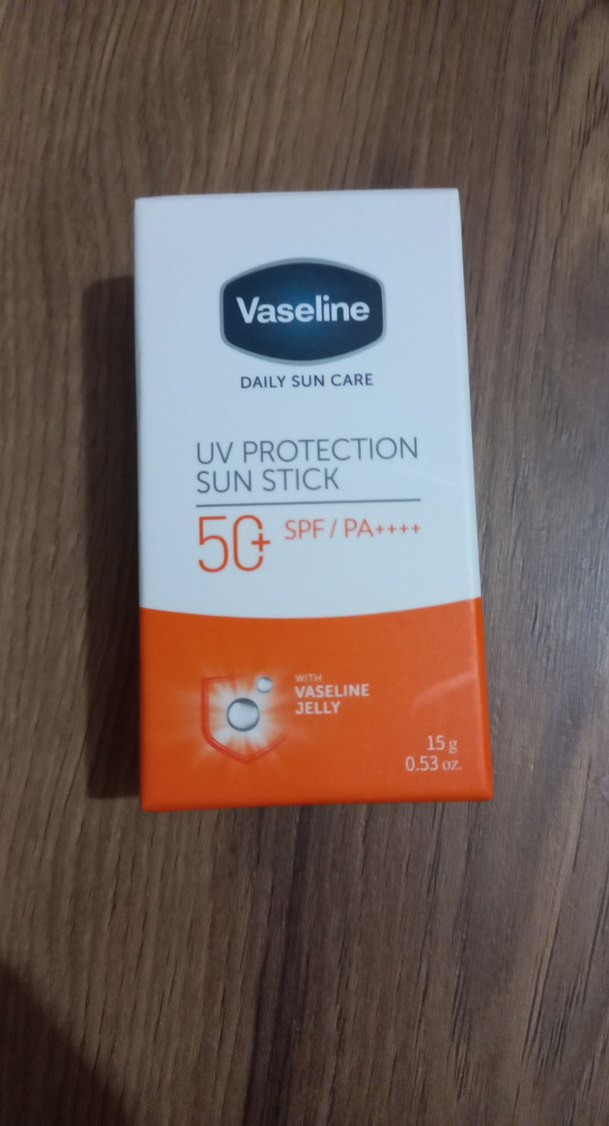 Vaseline
DAILY SUN CARE
UV PROTECTION
SUN STICK
50+ SPF / PA++++
WITH
VASELINE
JELLY
15 g
0.53 oz.